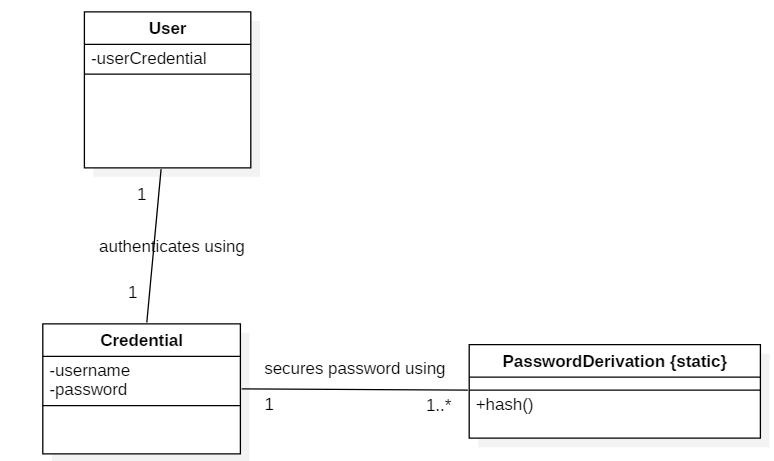 User
-userCredential
1
authenticates using
1
Credential
-username
-password
secures password using
1
1..*
PasswordDerivation {static}
+hash()